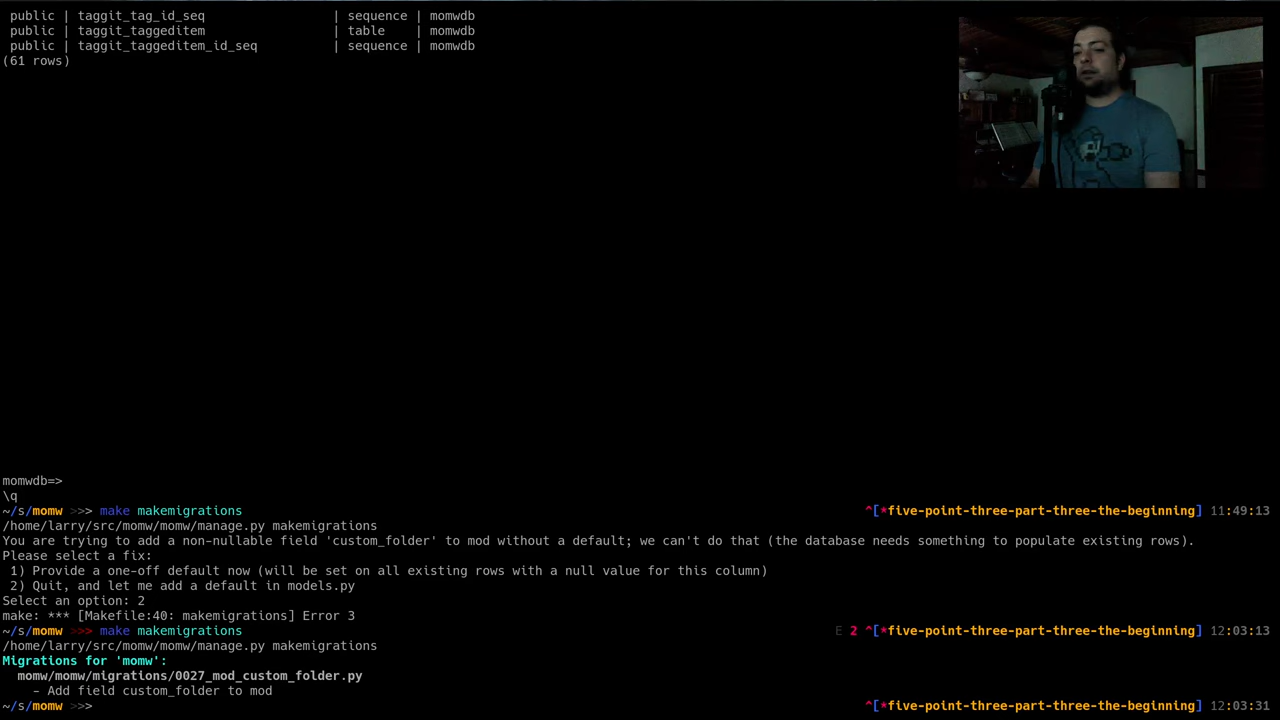 public | taggit_tag_id_seq | sequence | momwdb
public | taggit_taggeditem | table | momwdb
public | taggit_taggeditem_id_seq | sequence | momwdb
(61 rows)
momwdb=>
\q
~/s/momw >>> make makemigrations ^[*five-point-three-part-three-the-beginning] 11:49:13
/home/larry/src/momw/momw/manage.py makemigrations
You are trying to add a non-nullable field 'custom_folder' to mod without a default; we can't do that (the database needs something to populate existing rows).
Please select a fix:
1) Provide a one-off default now (will be set on all existing rows with a null value for this column)
2) Quit, and let me add a default in models.py
Select an option: 2
make: *** [Makefile:40: makemigrations] Error 3
~/s/momw >>> make makemigrations E 2 ^[*five-point-three-part-three-the-beginning] 12:03:13
/home/larry/src/momw/momw/manage.py makemigrations
Migrations for 'momw':
momw/momw/migrations/0027_mod_custom_folder.py
- Add field custom_folder to mod
~/s/momw >>> ^[*five-point-three-part-three-the-beginning] 12:03:31